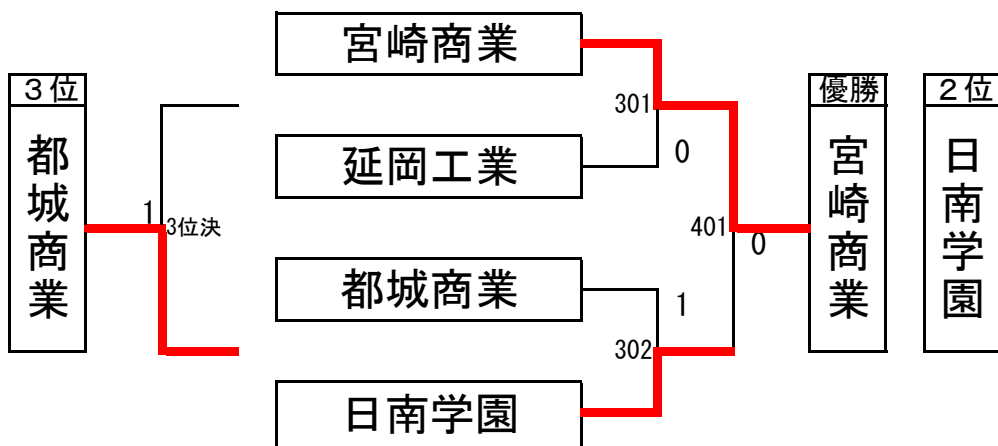 宮崎商業
3位
301
優勝
2位
都城商業
延岡工業
0
宮崎商業
日南学園
1
3位決
401
0
都城商業
1
302
日南学園